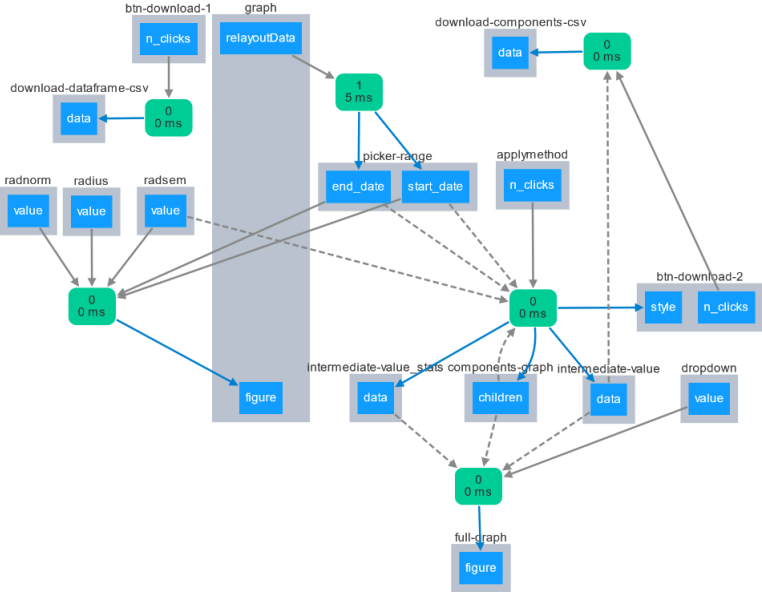 btn-download-1
graph
n_clicks
relayoutData
download-components-csv
data
0
0 ms
download-dataframe-csv
data
0
0 ms
1
5 ms
picker-range
end_date
start_date
applymethod
n_clicks
radnorm
value
radius
value
radsem
value
0
0 ms
0
0 ms
btn-download-2
style
n_clicks
intermediate-value_stats
data
components-graph
children
intermediate-value
data
dropdown
value
figure
0
0 ms
full-graph
figure